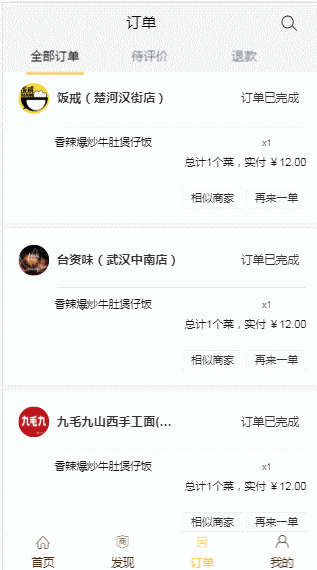 订单
全部订单 待评价 退款
饭戒（楚河汉街店） 订单已完成
香辣爆炒牛肚煲仔饭 x1
总计1个菜，实付 ¥12.00
相似商家 再来一单
台资味（武汉中南店） 订单已完成
香辣爆炒牛肚煲仔饭 x1
总计1个菜，实付 ¥12.00
相似商家 再来一单
九毛九
九毛九山西手工面(... 订单已完成
香辣爆炒牛肚煲仔饭 x1
总计1个菜，实付 ¥12.00
相似商家 再来一单
商
首页 发现 订单 我的